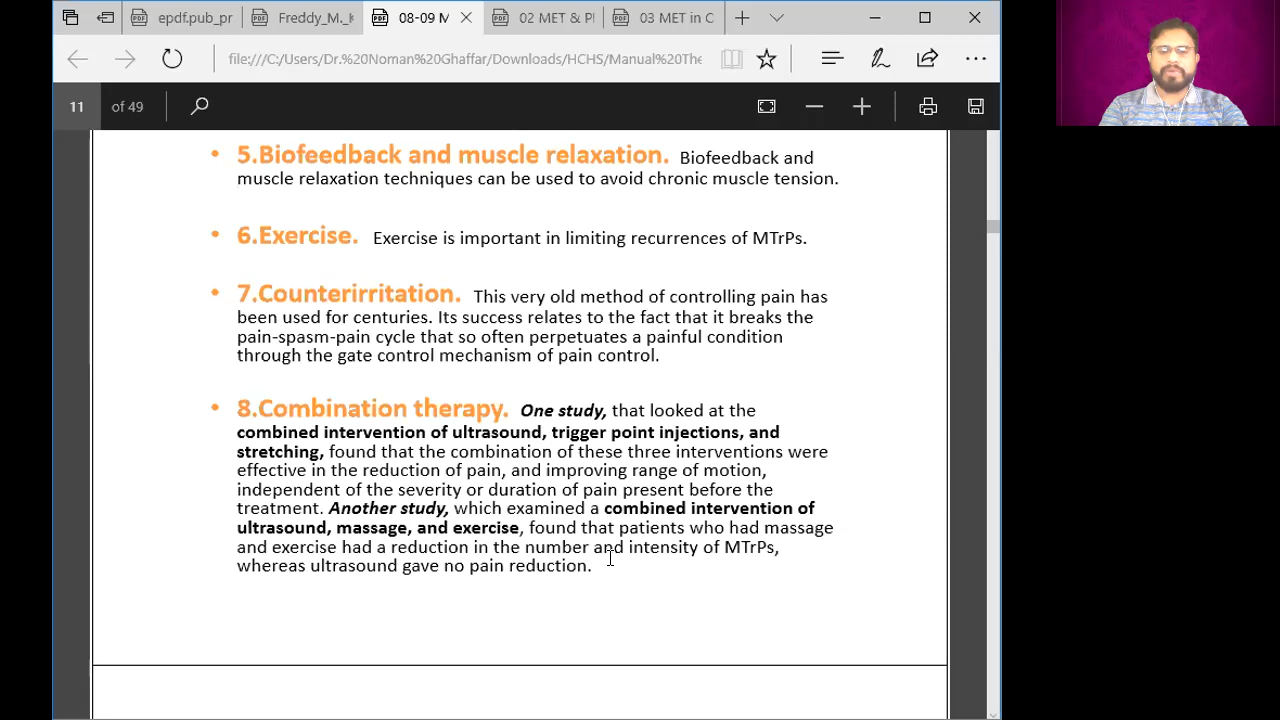 epdf.pub_pr
Freddy_M._K
08-09 M
02 MET & P
03 MET in C
file:///C:/Users/Dr.%20Noman%20Ghaffar/Downloads/HCHS/Manual%20The
11 of 49
• 5.Biofeedback and muscle relaxation. Biofeedback and
muscle relaxation techniques can be used to avoid chronic muscle tension.
• 6.Exercise. Exercise is important in limiting recurrences of MTrPs.
• 7.Counterirritation. This very old method of controlling pain has
been used for centuries. Its success relates to the fact that it breaks the
pain-spasm-pain cycle that so often perpetuates a painful condition
through the gate control mechanism of pain control.
• 8.Combination therapy. One study, that looked at the
combined intervention of ultrasound, trigger point injections, and
stretching, found that the combination of these three interventions were
effective in the reduction of pain, and improving range of motion,
independent of the severity or duration of pain present before the
treatment. Another study, which examined a combined intervention of
ultrasound, massage, and exercise, found that patients who had massage
and exercise had a reduction in the number and intensity of MTrPs,
whereas ultrasound gave no pain reduction.